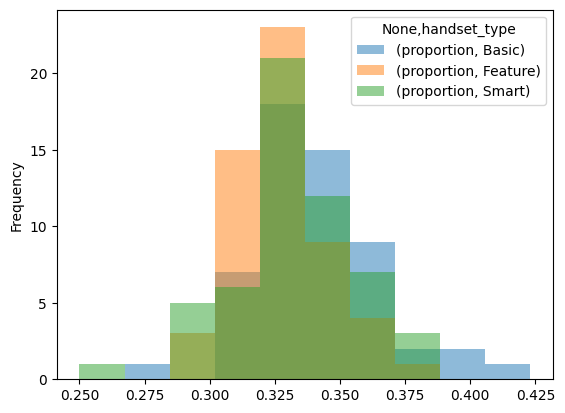 None,handset_type
(proportion, Basic)
(proportion, Feature)
(proportion, Smart)
Frequency
20
15
10
5
0
0.250 0.275 0.300 0.325 0.350 0.375 0.400 0.425